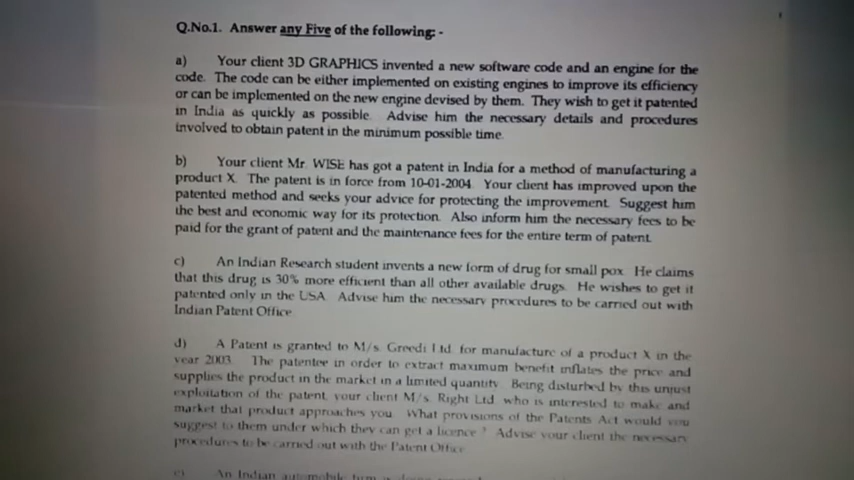 Q.No.1. Answer any Five of the following: -
a) Your client 3D GRAPHICS invented a new software code and an engine for the
code. The code can be either implemented on existing engines to improve its efficiency
or can be implemented on the new engine devised by them. They wish to get it patented
in India as quickly as possible. Advise him the necessary details and procedures
involved to obtain patent in the minimum possible time.
b) Your client Mr. WISE has got a patent in India for a method of manufacturing a
product X. The patent is in force from 10-01-2004. Your client has improved upon the
patented method and seeks your advice for protecting the improvement. Suggest him
the best and economic way for its protection. Also inform him the necessary fees to be
paid for the grant of patent and the maintenance fees for the entire term of patent.
c) An Indian Research student invents a new form of drug for small pox. He claims
that this drug is 30% more efficient than all other available drugs. He wishes to get it
patented only in the USA. Advise him the necessary procedures to be carried out with
Indian Patent Office
d) A Patent is granted to M/s. Greedi Ltd. for manufacture of a product X in the
year 2003. The patentee in order to extract maximum benefit inflates the price and
supplies the product in the market in a limited quantity. Being disturbed by this unjust
exploitation of the patent, your client M/s. Right Ltd. who is interested to make and
market that product approaches you. What provisions of the Patents Act would you
suggest to them under which they can get a licence ? Advise your client the necessary
procedures to be carried out with the Patent Office
An Indian automobile firm